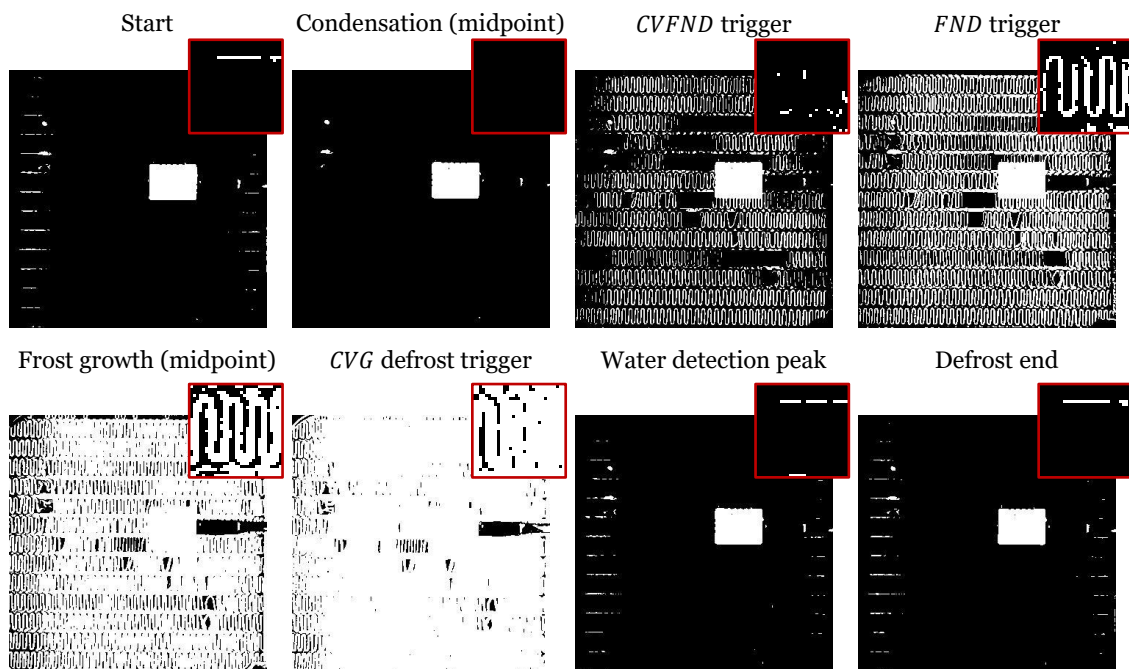 Start
Condensation (midpoint)
CVFND trigger
FND trigger
Frost growth (midpoint)
CVG defrost trigger
Water detection peak
Defrost end